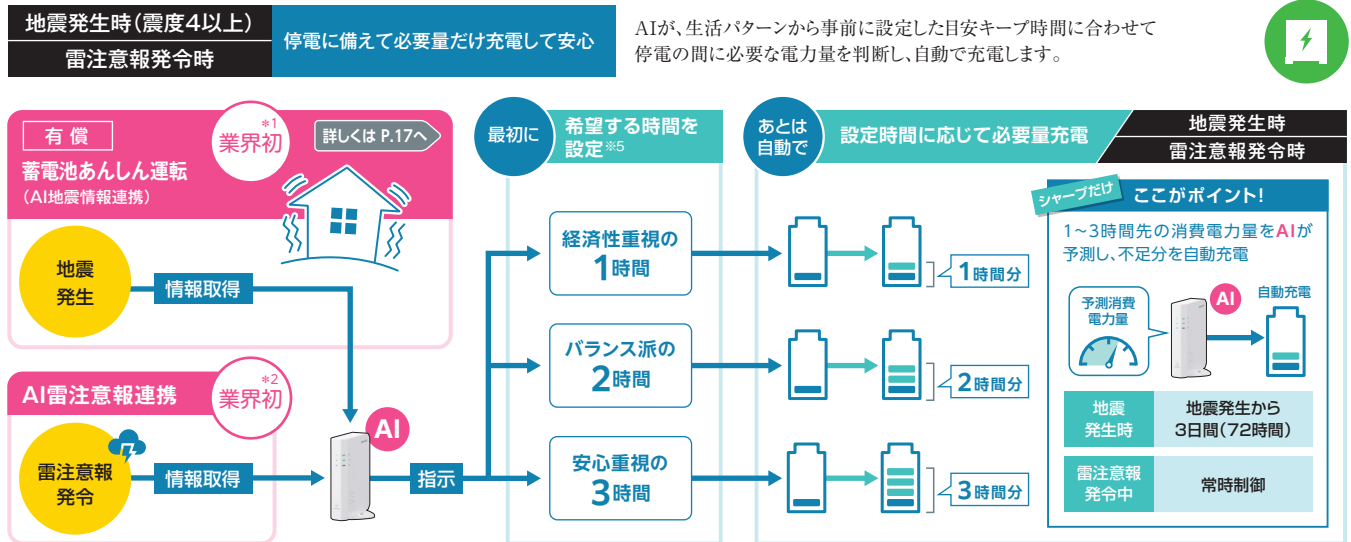 地震発生時(震度4以上)
雷注意報発令時
停電に備えて必要量だけ充電して安心
AIが、生活パターンから事前に設定した目安キープ時間に合わせて
停電の間に必要な電力量を判断し、自動で充電します。
有 償
*1
業界初
詳しくは P.17へ
蓄電池あんしん運転
(AI地震情報連携)
地震
発生
情報取得
AI雷注意報連携
*2
業界初
雷注意報
発令
情報取得
AI
指示
最初に
希望する時間を
設定※5
経済性重視の
1時間
バランス派の
2時間
安心重視の
3時間
あとは
自動で
設定時間に応じて必要量充電
地震発生時
雷注意報発令時
1時間分
2時間分
3時間分
シャープだけ
ここがポイント!
1~3時間先の消費電力量をAIが
予測し、不足分を自動充電
予測消費
電力量
AI
自動充電
地震
発生時
地震発生から
3日間(72時間)
雷注意報
発令中
常時制御